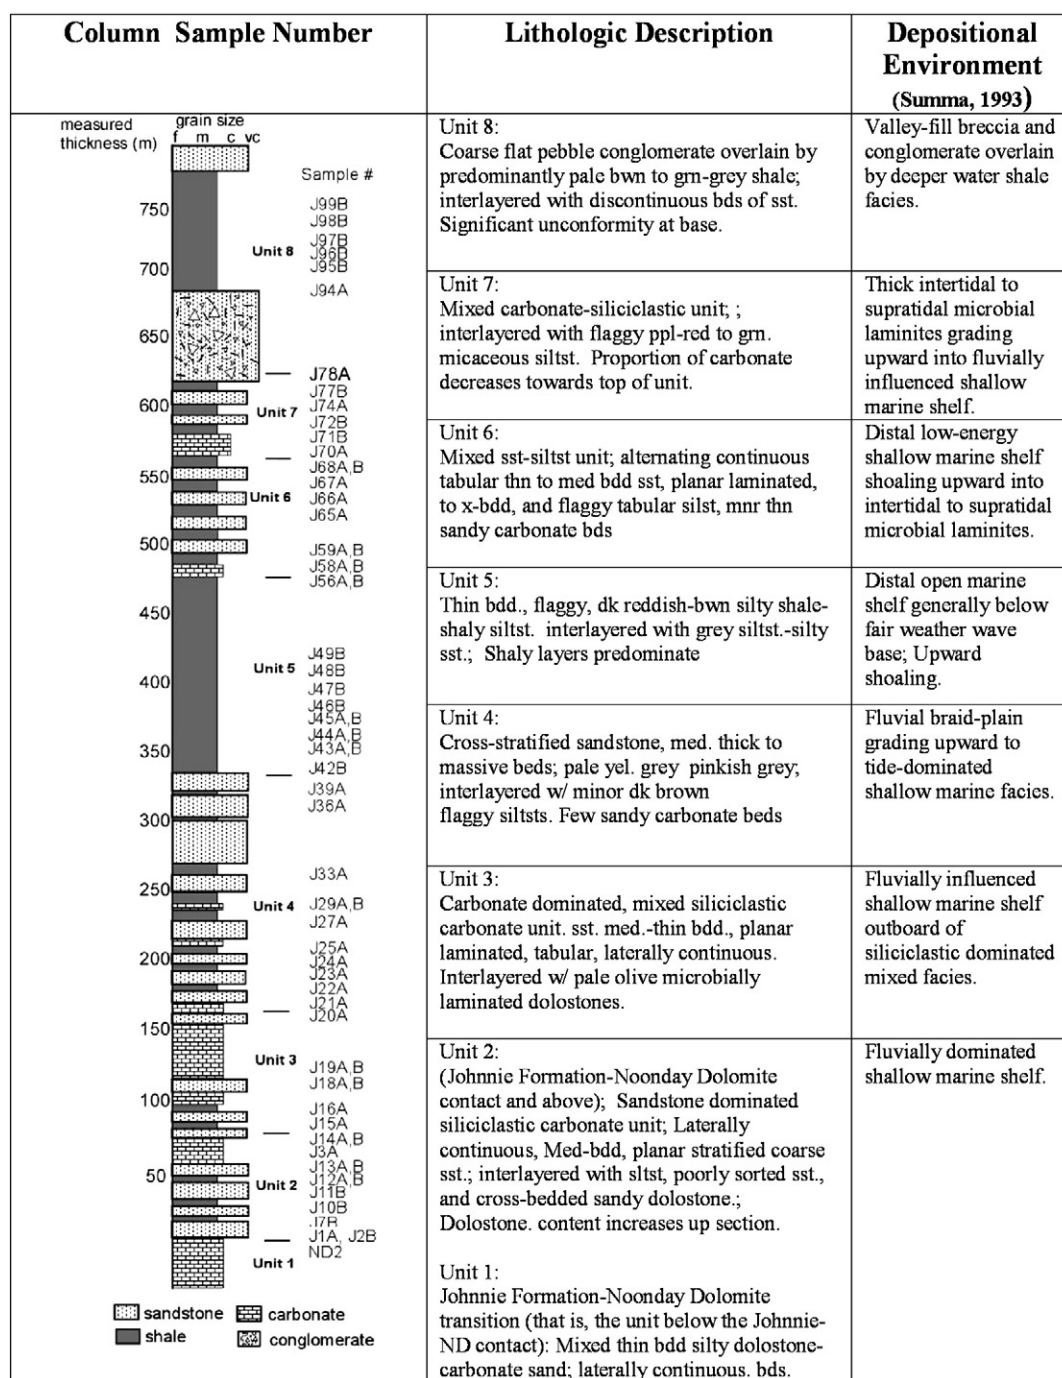 Column Sample Number
Lithologic Description
Depositional
Environment
(Summa, 1993)
measured
thickness (m)
grain size
f m c vc
Sample #
750
700
650
600
550
500
450
400
350
300
250
200
150
100
50
Unit 8
Unit 7
Unit 6
Unit 5
Unit 4
Unit 3
Unit 2
Unit 1
J99B
J98B
J97B
J96B
J95B
J94A
J78A
J77B
J74A
J72B
J71B
J70A
J68A,B
J67A
J66A
J65A
J59A,B
J58A,B
J56A,B
J49B
J48B
J47B
J46B
J45A,B
J44A,B
J43A,B
J42B
J39A
J36A
J33A
J29A,B
J27A
J25A
J24A
J23A
J22A
J21A
J20A
J19A,B
J18A,B
J16A
J15A
J14A,B
J3A
J13A,B
J12A,B
J11B
J10B
J7B
J1A, J2B
ND2
sandstone
carbonate
shale
conglomerate
Unit 8:
Coarse flat pebble conglomerate overlain by
predominantly pale bwn to grn-grey shale;
interlayered with discontinuous bds of sst.
Significant unconformity at base.
Valley-fill breccia and
conglomerate overlain
by deeper water shale
facies.
Unit 7:
Mixed carbonate-siliciclastic unit; ;
interlayered with flaggy ppl-red to grn.
micaceous siltst. Proportion of carbonate
decreases towards top of unit.
Thick intertidal to
supratidal microbial
laminites grading
upward into fluvially
influenced shallow
marine shelf.
Unit 6:
Mixed sst-siltst unit; alternating continuous
tabular thn to med bdd sst, planar laminated,
to x-bdd, and flaggy tabular silst, mnr thn
sandy carbonate bds
Distal low-energy
shallow marine shelf
shoaling upward into
intertidal to supratidal
microbial laminites.
Unit 5:
Thin bdd., flaggy, dk reddish-bwn silty shale-
shaly siltst. interlayered with grey siltst.-silty
sst.; Shaly layers predominate
Distal open marine
shelf generally below
fair weather wave
base; Upward
shoaling.
Unit 4:
Cross-stratified sandstone, med. thick to
massive beds; pale yel. grey pinkish grey;
interlayered w/ minor dk brown
flaggy siltsts. Few sandy carbonate beds
Fluvial braid-plain
grading upward to
tide-dominated
shallow marine facies.
Unit 3:
Carbonate dominated, mixed siliciclastic
carbonate unit. sst. med.-thin bdd., planar
laminated, tabular, laterally continuous.
Interlayered w/ pale olive microbially
laminated dolostones.
Fluvially influenced
shallow marine shelf
outboard of
siliciclastic dominated
mixed facies.
Unit 2:
(Johnnie Formation-Noonday Dolomite
contact and above); Sandstone dominated
siliciclastic carbonate unit; Laterally
continuous, Med-bdd, planar stratified coarse
sst.; interlayered with sltst, poorly sorted sst.,
and cross-bedded sandy dolostone.;
Dolostone. content increases up section.
Fluvially dominated
shallow marine shelf.
Unit 1:
Johnnie Formation-Noonday Dolomite
transition (that is, the unit below the Johnnie-
ND contact): Mixed thin bdd silty dolostone-
carbonate sand; laterally continuous. bds.